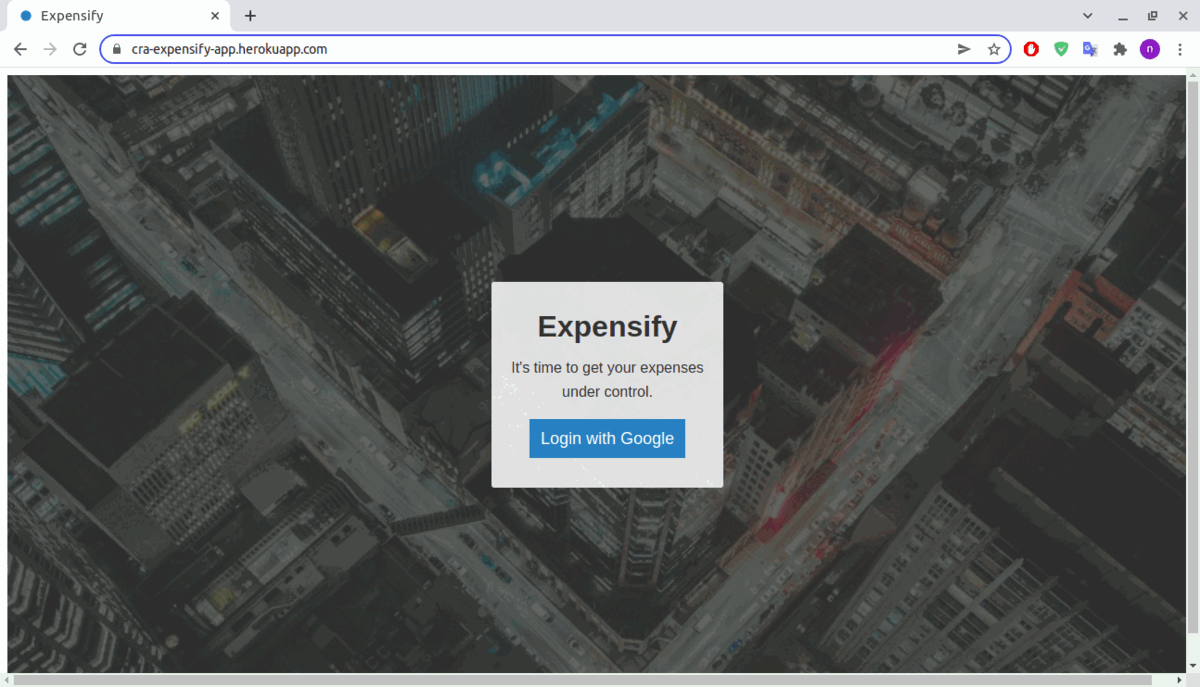 Expensify
cra-expensify-app.herokuapp.com
n
Expensify
It's time to get your expenses
under control.
Login with Google